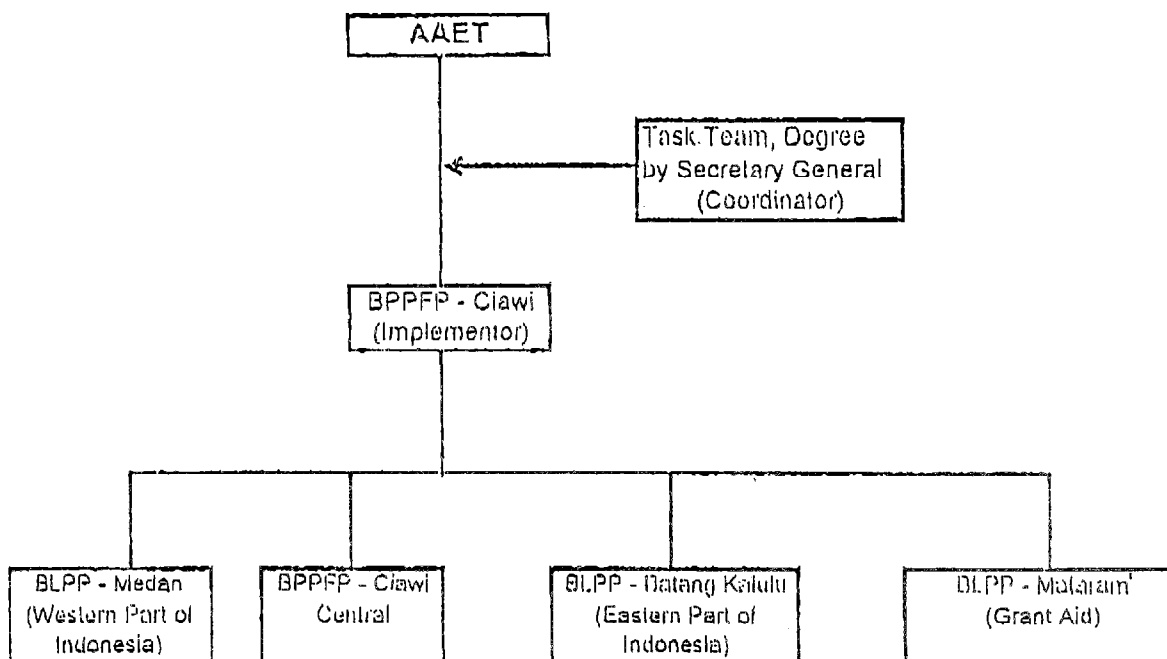 AAET
Task Team, Degree
by Secretary General
(Coordinator)
BPPFP - Ciawi
(Implementor)
BLPP - Medan
(Western Part of
Indonesia)
BPPFP - Ciawi
Central
BLPP - Batang Kalulu
(Eastern Part of
Indonesia)
BLPP - Mataram
(Grant Aid)